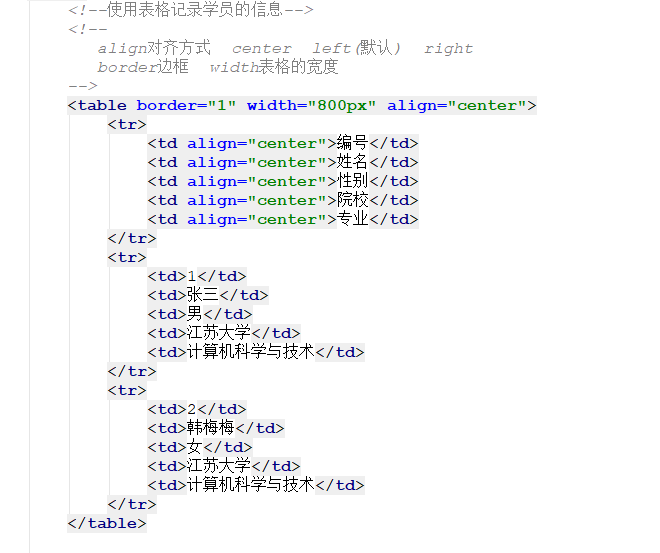 <!--使用表格记录学员的信息-->
<!--
align对齐方式 center left(默认) right
border边框 width表格的宽度
-->
<table border="1" width="800px" align="center">
<tr>
<td align="center">编号</td>
<td align="center">姓名</td>
<td align="center">性别</td>
<td align="center">院校</td>
<td align="center">专业</td>
</tr>
<tr>
<td>1</td>
<td>张三</td>
<td>男</td>
<td>江苏大学</td>
<td>计算机科学与技术</td>
</tr>
<tr>
<td>2</td>
<td>韩梅梅</td>
<td>女</td>
<td>江苏大学</td>
<td>计算机科学与技术</td>
</tr>
</table>